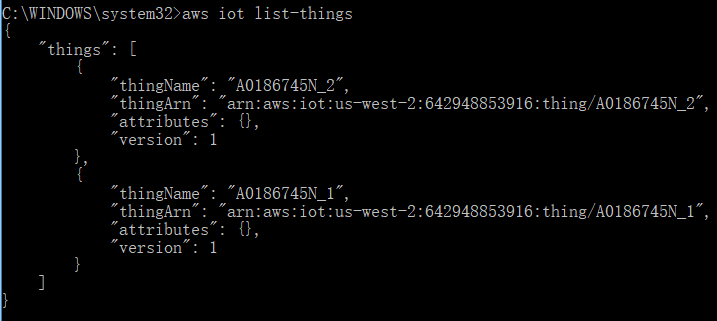 C:\WINDOWS\system32>aws iot list-things
{
    "things": [
        {
            "thingName": "A0186745N_2",
            "thingArn": "arn:aws:iot:us-west-2:642948853916:thing/A0186745N_2",
            "attributes": {},
            "version": 1
        },
        {
            "thingName": "A0186745N_1",
            "thingArn": "arn:aws:iot:us-west-2:642948853916:thing/A0186745N_1",
            "attributes": {},
            "version": 1
        }
    ]
}